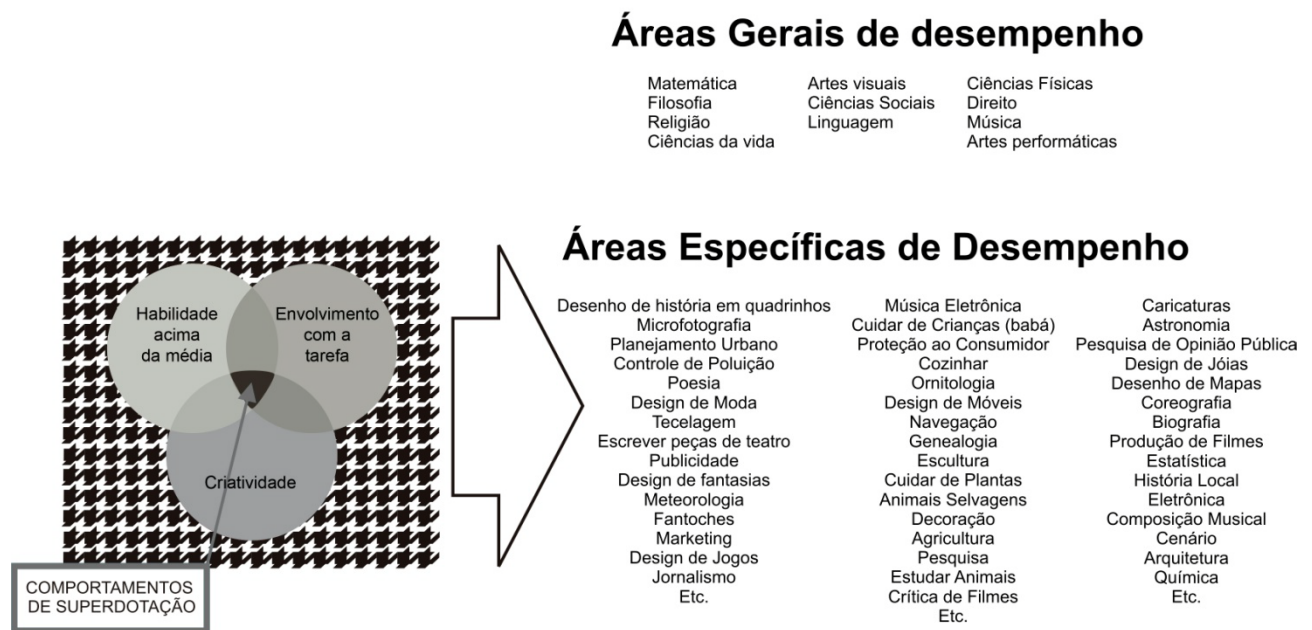 Áreas Gerais de desempenho
Matemática
Filosofia
Religião
Ciências da vida
Artes visuais
Ciências Sociais
Linguagem
Ciências Físicas
Direito
Música
Artes performáticas
Habilidade
acima
da média
Envolvimento
com a
tarefa
Criatividade
COMPORTAMENTOS
DE SUPERDOTAÇÃO
Áreas Específicas de Desempenho
Desenho de história em quadrinhos
Microfotografia
Planejamento Urbano
Controle de Poluição
Poesia
Design de Moda
Tecelagem
Escrever peças de teatro
Publicidade
Design de fantasias
Meteorologia
Fantoches
Marketing
Design de Jogos
Jornalismo
Etc.
Música Eletrônica
Cuidar de Crianças (babá)
Proteção ao Consumidor
Cozinhar
Ornitologia
Design de Móveis
Navegação
Genealogia
Escultura
Cuidar de Plantas
Animais Selvagens
Decoração
Agricultura
Pesquisa
Estudar Animais
Crítica de Filmes
Etc.
Caricaturas
Astronomia
Pesquisa de Opinião Pública
Design de Jóias
Desenho de Mapas
Coreografia
Biografia
Produção de Filmes
Estatística
História Local
Eletrônica
Composição Musical
Cenário
Arquitetura
Química
Etc.